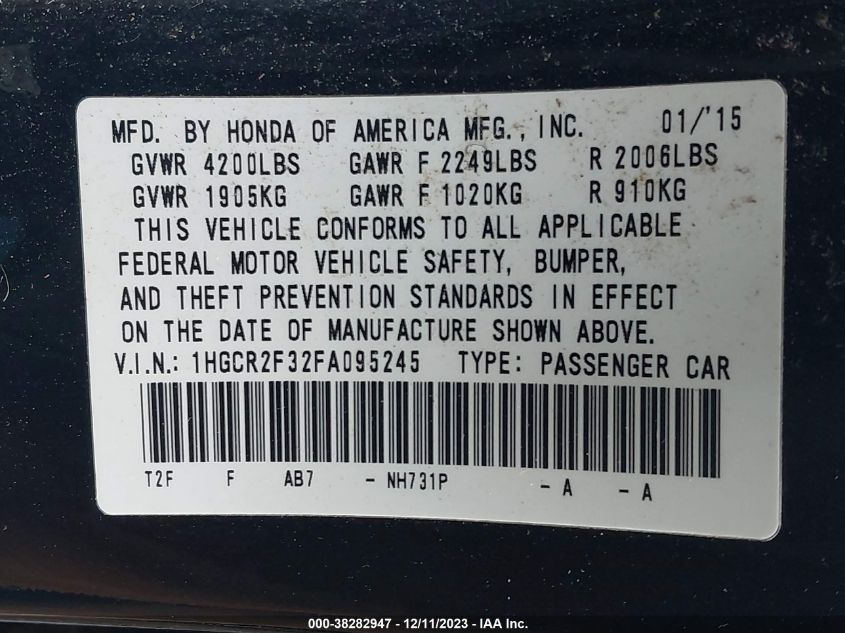 MFD. BY HONDA OF AMERICA MFG., INC. 01/'15
GVWR 4200LBS GAWR F 2249LBS R 2006LBS
GVWR 1905KG GAWR F 1020KG R 910KG
THIS VEHICLE CONFORMS TO ALL APPLICABLE
FEDERAL MOTOR VEHICLE SAFETY, BUMPER,
AND THEFT PREVENTION STANDARDS IN EFFECT
ON THE DATE OF MANUFACTURE SHOWN ABOVE.
V.I.N.: 1HGCR2F32FA095245 TYPE: PASSENGER CAR
T2F F AB7 - NH731P - A - A
000-38282947 - 12/11/2023 - IAA Inc.